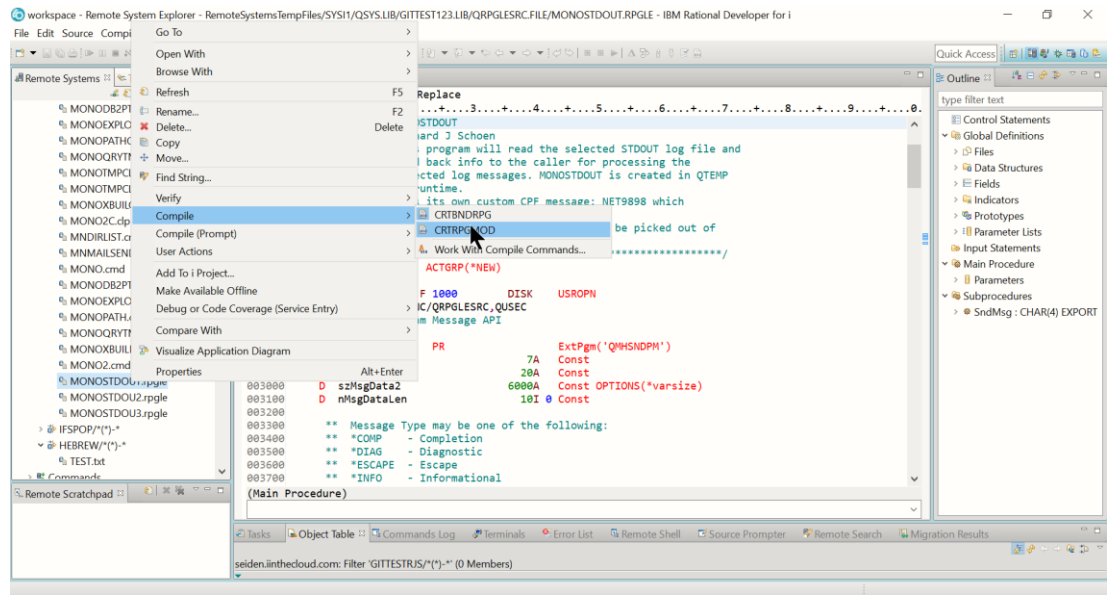 workspace - Remote System Explorer - RemoteSystemsTempFiles/SYSI1/QSYS.LIB/GITTEST123.LIB/QRPGLESRC.FILE/MONOSTDOUT.RPGLE - IBM Rational Developer for i
File Edit Source Compi
Quick Access
Remote Systems
MONODB2PT
MONOEXPLO
MONOPATHC
MONOQRYTM
MONOTMPCL
MONOTMPCL
MONOXBUIL
MONO2C.clp
MNDIRLIST.c
MNMAILSEN
MONO.cmd
MONODB2PT
MONOEXPLO
MONOPATH.
MONOQRYT
MONOXBUIL
MONO2.cmd
MONOSTDOUT.rpgle
MONOSTDOU2.rpgle
MONOSTDOU3.rpgle
IFSPOP/*(*)-*
HEBREW/*(*)-*
TEST.txt
Commands
Remote Scratchpad
Go To
Open With
Browse With
Refresh F5
Rename... F2
Delete... Delete
Copy
Move...
Find String...
Verify
Compile
Compile (Prompt)
User Actions
Add To i Project...
Make Available Offline
Debug or Code Coverage (Service Entry)
Compare With
Visualize Application Diagram
Properties Alt+Enter
CRTBNDRPG
CRTRPGMOD
Work With Compile Commands...
Replace
...+....3....+....4....+....5....+....6....+....7....+....8....+....9....+....0.
STDOUT
ard J Schoen
program will read the selected STDOUT log file and
back info to the caller for processing the
ected log messages. MONOSTDOUT is created in QTEMP
untime.
its own custom CPF message: NET9898 which
be picked out of
******************/
ACTGRP(*NEW)
F 1000 DISK USROPN
C/QRPGLESRC,QUSEC
m Message API
PR ExtPgm('QMHSNDPM')
7A Const
20A Const
003000 D szMsgData2 6000A Const OPTIONS(*varsize)
003100 D nMsgDataLen 10I 0 Const
003200
003300 ** Message Type may be one of the following:
003400 ** *COMP - Completion
003500 ** *DIAG - Diagnostic
003600 ** *ESCAPE - Escape
003700 ** *INFO - Informational
(Main Procedure)
Outline
type filter text
Control Statements
Global Definitions
Files
Data Structures
Fields
Indicators
Prototypes
Parameter Lists
Input Statements
Main Procedure
Parameters
Subprocedures
SndMsg : CHAR(4) EXPORT
Tasks Object Table Commands Log Terminals Error List Remote Shell Source Prompter Remote Search Migration Results
seiden.iinthecloud.com: Filter 'GITTESTRJS/*(*)-*' (0 Members)